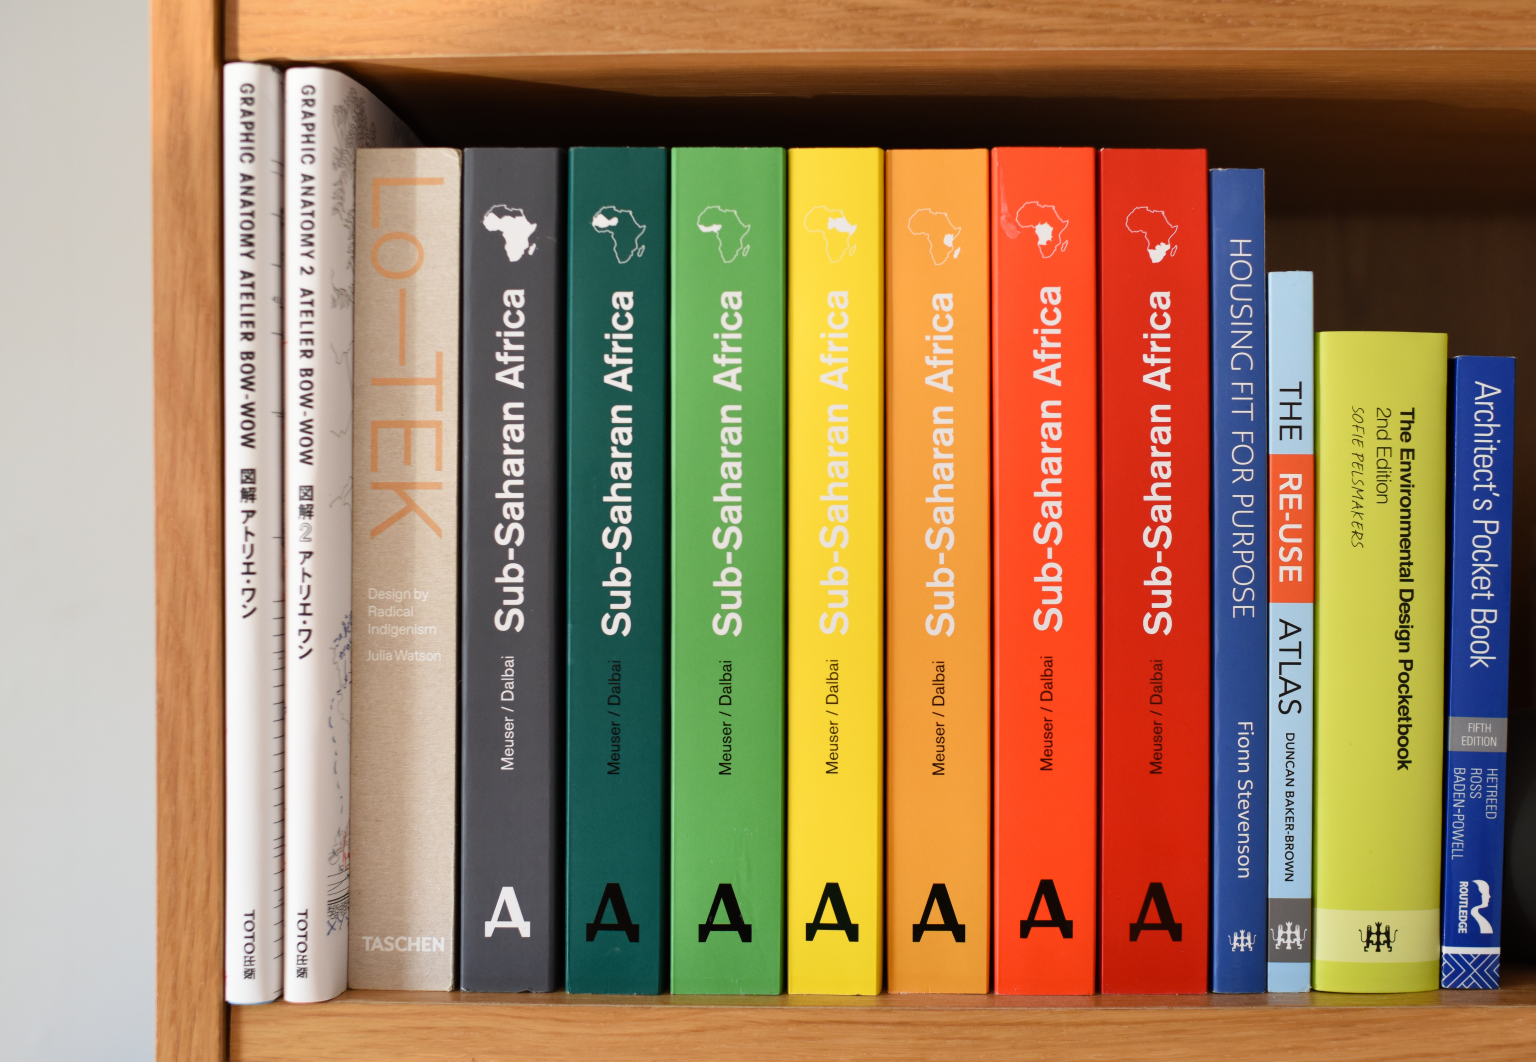 GRAPHIC ANATOMY ATELIER BOW-WOW 図解 アトリエ・ワン
TOTO出版
GRAPHIC ANATOMY 2 ATELIER BOW-WOW 図解2 アトリエ・ワン
TOTO出版
LO—TEK
Design by
Radical
Indigenism
Julia Watson
TASCHEN
Sub-Saharan Africa
Meuser / Dalbai
Д
Sub-Saharan Africa
Meuser / Dalbai
Д
Sub-Saharan Africa
Meuser / Dalbai
Д
Sub-Saharan Africa
Meuser / Dalbai
Д
Sub-Saharan Africa
Meuser / Dalbai
Д
Sub-Saharan Africa
Meuser / Dalbai
Д
Sub-Saharan Africa
Meuser / Dalbai
Д
HOUSING FIT FOR PURPOSE
Fionn Stevenson
THE RE-USE ATLAS
DUNCAN BAKER-BROWN
The Environmental Design Pocketbook
2nd Edition
SOFIE PELSMAKERS
Architect's Pocket Book
FIFTH
EDITION
HETREED
ROSS
BADEN-POWELL
ROUTLEDGE